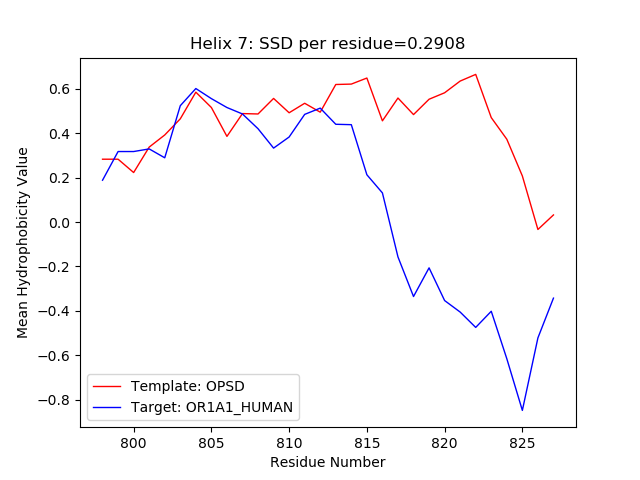 Helix 7: SSD per residue=0.2908
Mean Hydrophobicity Value
0.6
0.4
0.2
0.0
−0.2
−0.4
−0.6
−0.8
Template: OPSD
Target: OR1A1_HUMAN
800 805 810 815 820 825
Residue Number